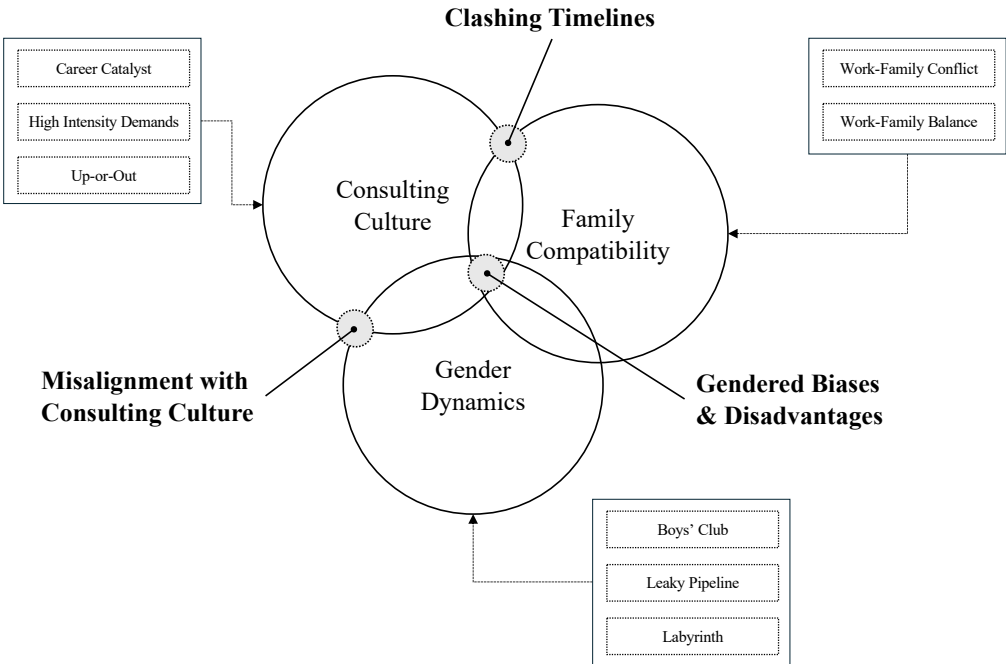 Clashing Timelines
Career Catalyst
High Intensity Demands
Up-or-Out
Work-Family Conflict
Work-Family Balance
Consulting
Culture
Family
Compatibility
Gender
Dynamics
Misalignment with
Consulting Culture
Gendered Biases
& Disadvantages
Boys’ Club
Leaky Pipeline
Labyrinth